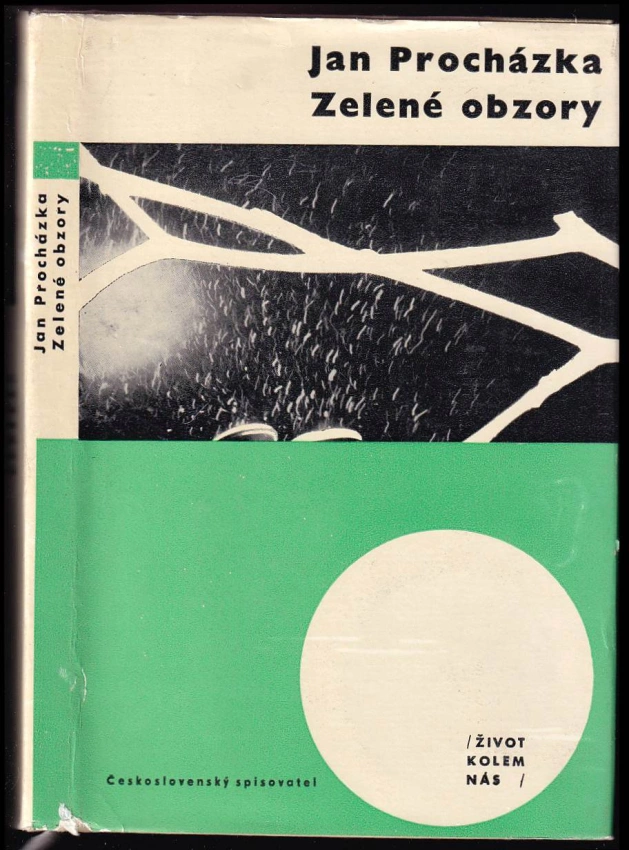 Jan Procházka
Zelené obzory
Jan Procházka
Zelené obzory
/ŽIVOT
KOLEM
NÁS /
Československý spisovatel